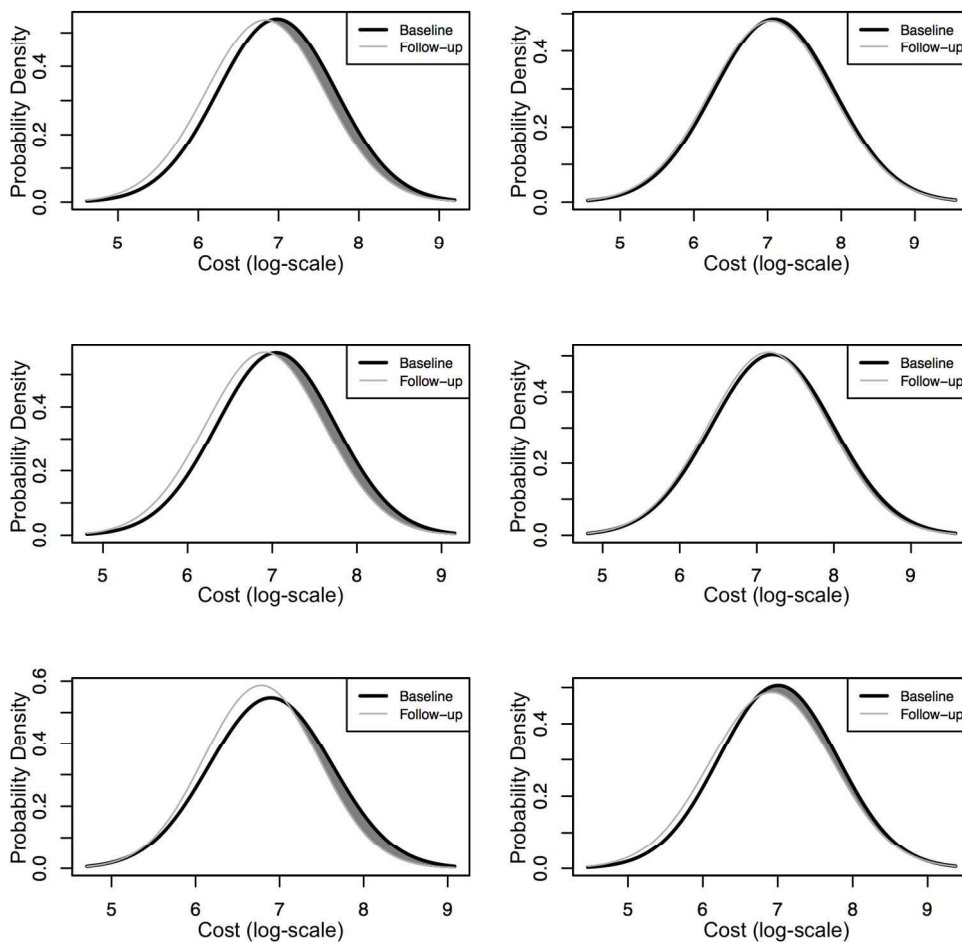 Probability Density
0.0 0.2 0.4
Baseline
Follow-up
5 6 7 8 9
Cost (log-scale)
Probability Density
0.0 0.2 0.4
Baseline
Follow-up
5 6 7 8 9
Cost (log-scale)
Probability Density
0.0 0.2 0.4
Baseline
Follow-up
5 6 7 8 9
Cost (log-scale)
Probability Density
0.0 0.2 0.4
Baseline
Follow-up
5 6 7 8 9
Cost (log-scale)
Probability Density
0.0 0.2 0.4 0.6
Baseline
Follow-up
5 6 7 8 9
Cost (log-scale)
Probability Density
0.0 0.2 0.4
Baseline
Follow-up
5 6 7 8 9
Cost (log-scale)